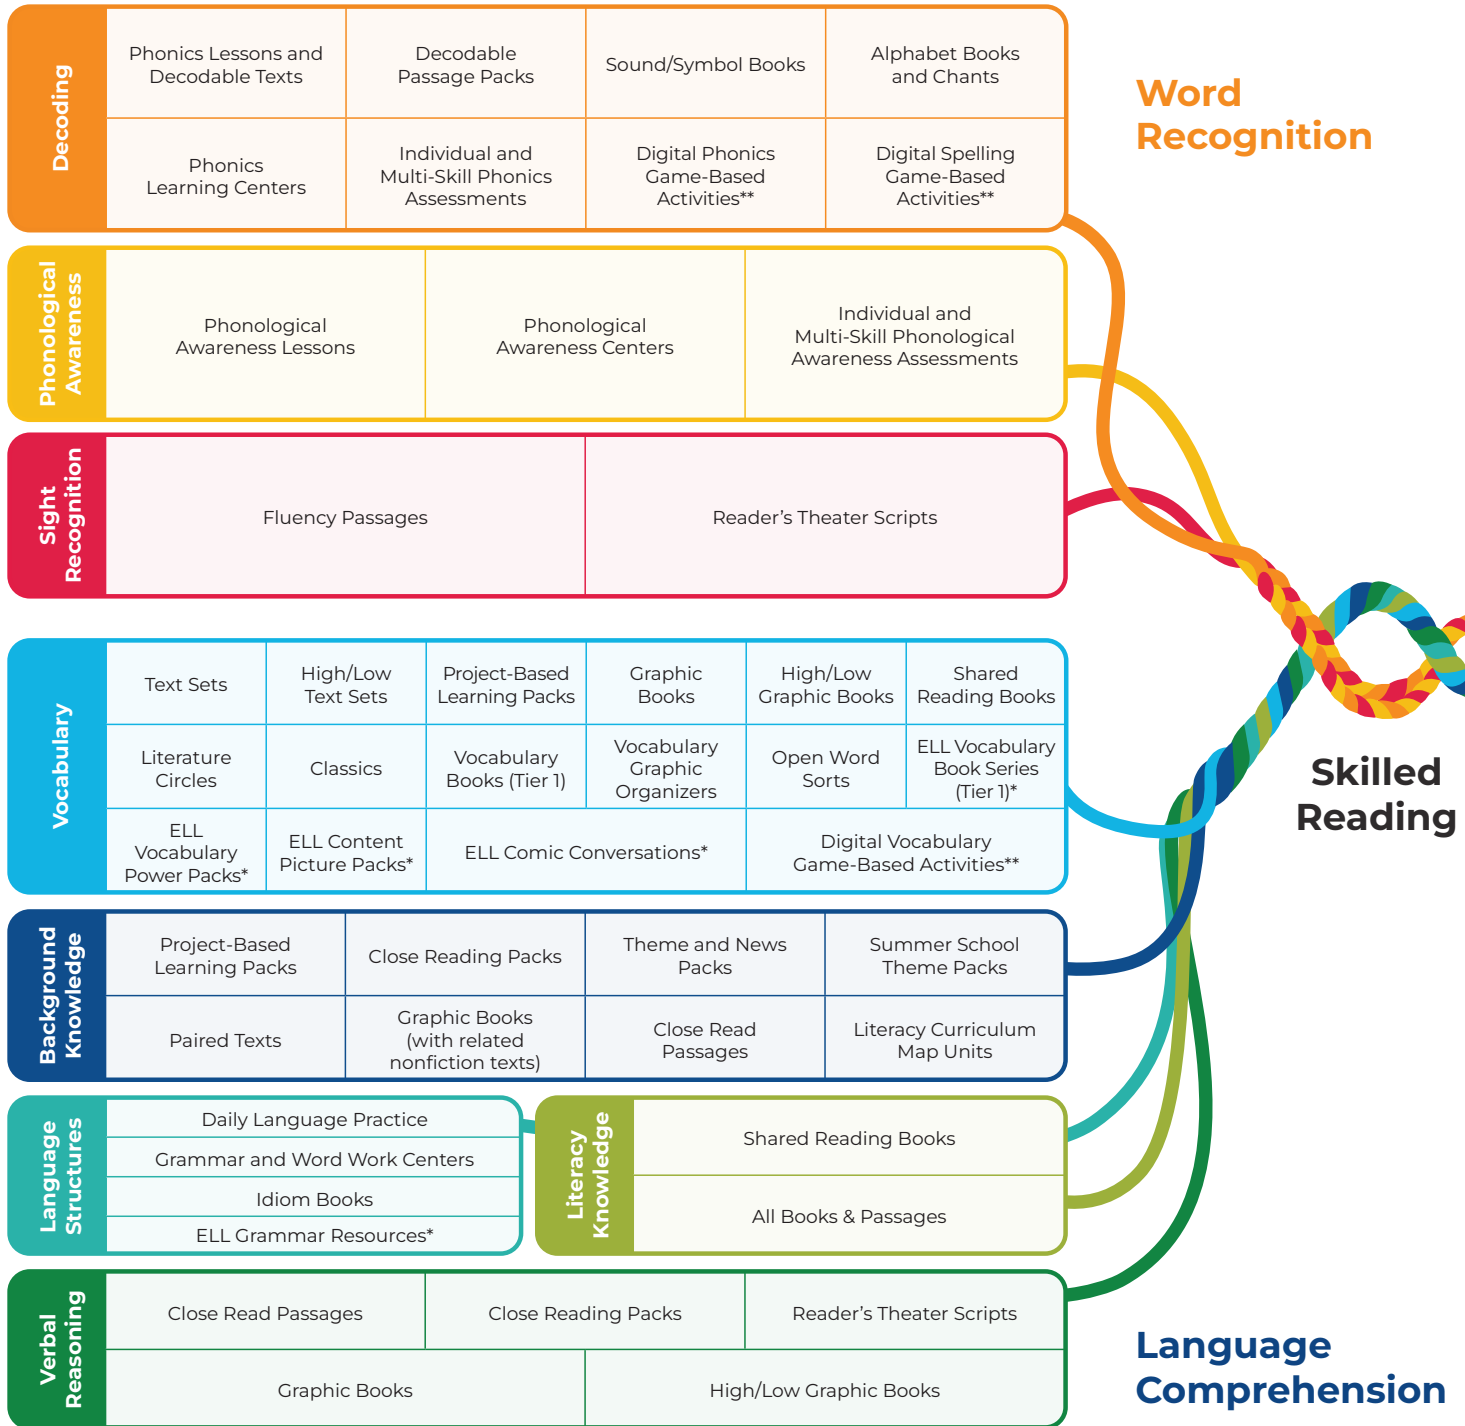 Decoding
Phonics Lessons and
Decodable Texts
Decodable
Passage Packs
Sound/Symbol Books
Alphabet Books
and Chants
Phonics
Learning Centers
Individual and
Multi-Skill Phonics
Assessments
Digital Phonics
Game-Based
Activities**
Digital Spelling
Game-Based
Activities**
Word
Recognition
Phonological
Awareness
Phonological
Awareness Lessons
Phonological
Awareness Centers
Individual and
Multi-Skill Phonological
Awareness Assessments
Sight
Recognition
Fluency Passages
Reader's Theater Scripts
Vocabulary
Text Sets
High/Low
Text Sets
Project-Based
Learning Packs
Graphic
Books
High/Low
Graphic Books
Shared
Reading Books
Literature
Circles
Classics
Vocabulary
Books (Tier 1)
Vocabulary
Graphic
Organizers
Open Word
Sorts
ELL Vocabulary
Book Series
(Tier 1)*
ELL
Vocabulary
Power Packs*
ELL Content
Picture Packs*
ELL Comic Conversations*
Digital Vocabulary
Game-Based Activities**
Skilled
Reading
Background
Knowledge
Project-Based
Learning Packs
Close Reading Packs
Theme and News
Packs
Summer School
Theme Packs
Paired Texts
Graphic Books
(with related
nonfiction texts)
Close Read
Passages
Literacy Curriculum
Map Units
Language
Structures
Daily Language Practice
Grammar and Word Work Centers
Idiom Books
ELL Grammar Resources*
Literacy
Knowledge
Shared Reading Books
All Books & Passages
Verbal
Reasoning
Close Read Passages
Close Reading Packs
Reader's Theater Scripts
Graphic Books
High/Low Graphic Books
Language
Comprehension